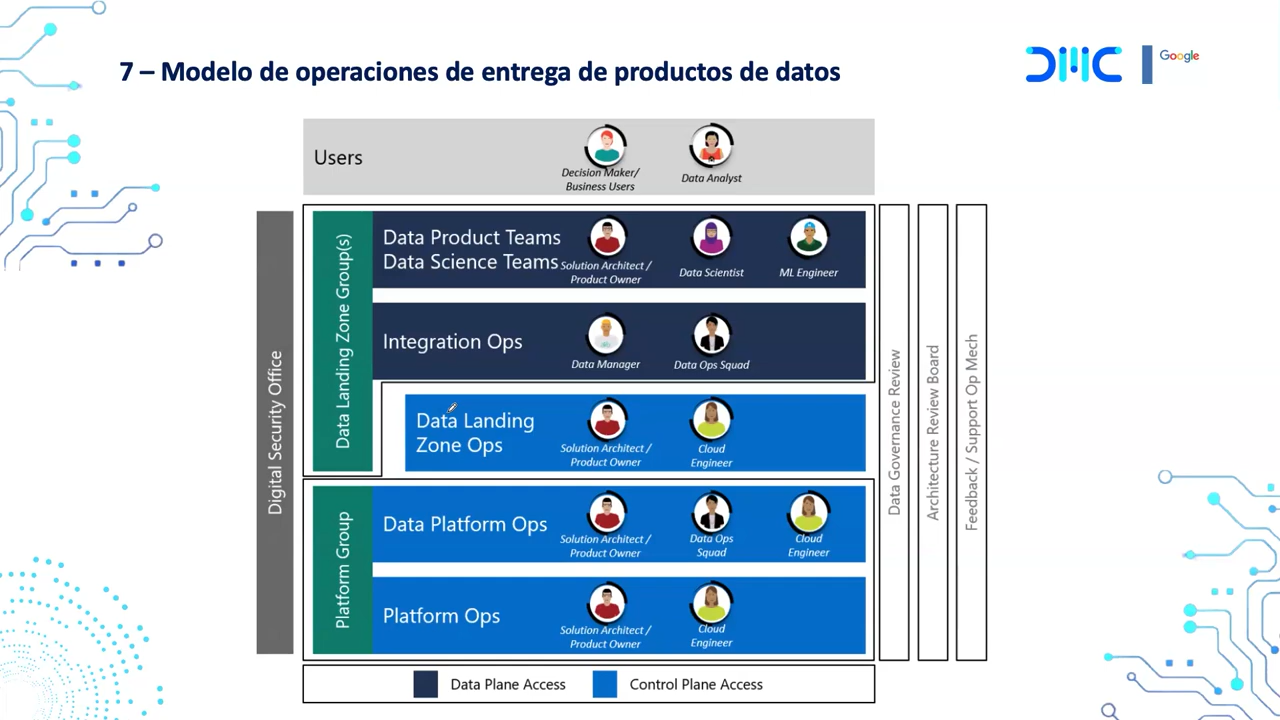 7 – Modelo de operaciones de entrega de productos de datos
DMC
Google
Users
Decision Maker/
Business Users
Data Analyst
Digital Security Office
Data Landing Zone Group(s)
Data Product Teams
Data Science Teams
Solution Architect /
Product Owner
Data Scientist
ML Engineer
Integration Ops
Data Manager
Data Ops Squad
Data Landing
Zone Ops
Solution Architect /
Product Owner
Cloud
Engineer
Platform Group
Data Platform Ops
Solution Architect /
Product Owner
Data Ops
Squad
Cloud
Engineer
Platform Ops
Solution Architect /
Product Owner
Cloud
Engineer
Data Governance Review
Architecture Review Board
Feedback / Support Op Mech
Data Plane Access
Control Plane Access